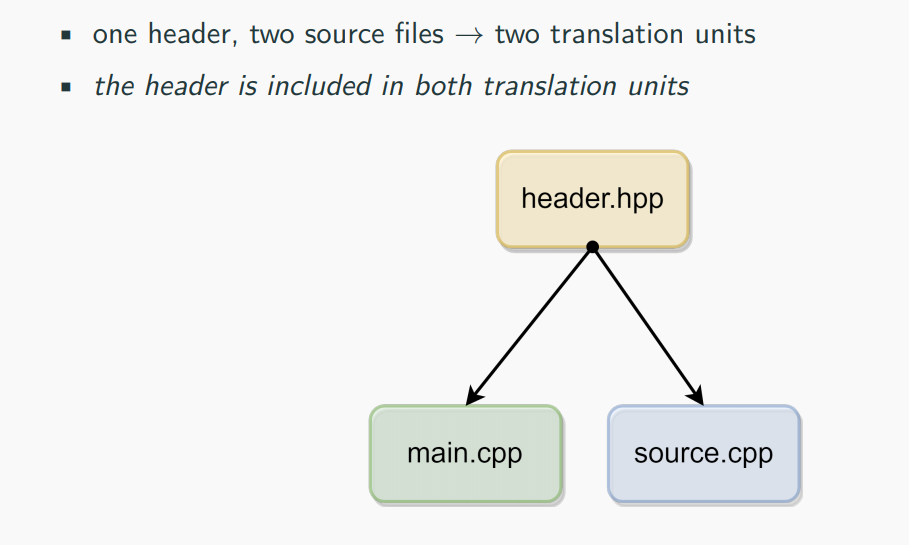 ▪ one header, two source files → two translation units
▪ the header is included in both translation units
header.hpp
main.cpp
source.cpp